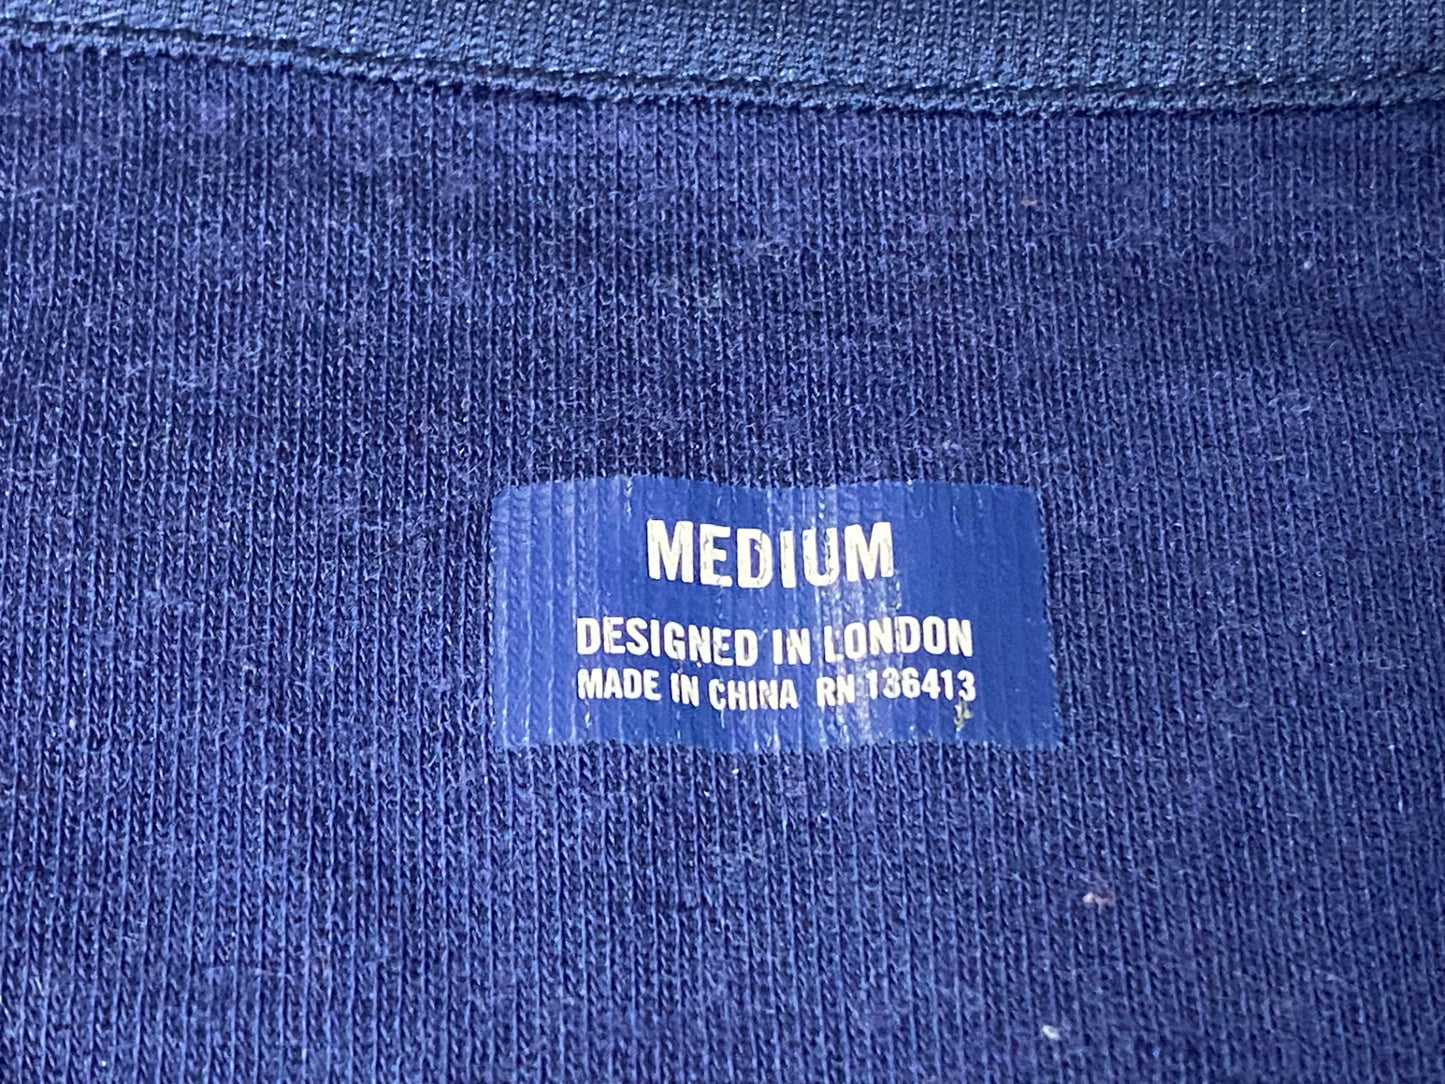 MEDIUM
DESIGNED IN LONDON
MADE IN CHINA RN 136413